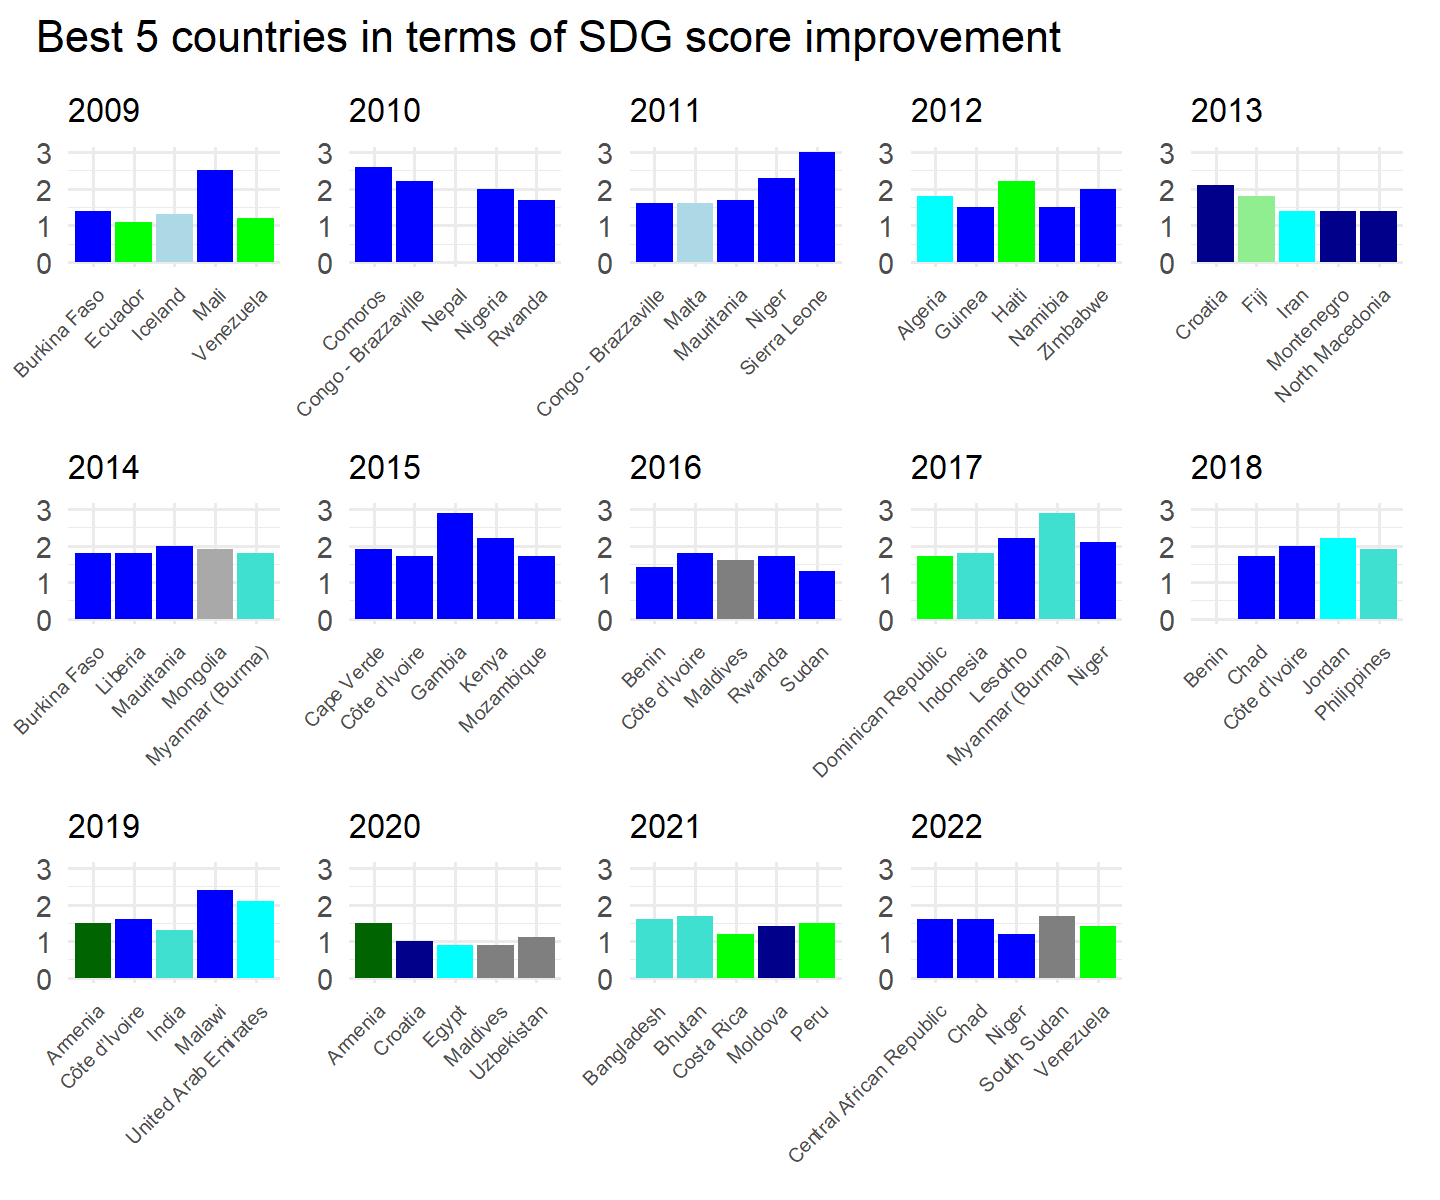 Best 5 countries in terms of SDG score improvement
2009
2010
2011
2012
2013
3
2
1
0
3
2
1
0
3
2
1
0
3
2
1
0
3
2
1
0
Burkina Faso
Ecuador
Iceland
Mali
Venezuela
Comoros
Congo - Brazzaville
Nepal
Nigeria
Rwanda
Congo - Brazzaville
Malta
Mauritania
Niger
Sierra Leone
Algeria
Guinea
Haiti
Namibia
Zimbabwe
Croatia
Fiji
Iran
Montenegro
North Macedonia
2014
2015
2016
2017
2018
3
2
1
0
3
2
1
0
3
2
1
0
3
2
1
0
3
2
1
0
Burkina Faso
Liberia
Mauritania
Mongolia
Myanmar (Burma)
Cape Verde
Côte d'Ivoire
Gambia
Kenya
Mozambique
Benin
Côte d'Ivoire
Maldives
Rwanda
Sudan
Dominican Republic
Indonesia
Lesotho
Myanmar (Burma)
Niger
Benin
Chad
Côte d'Ivoire
Jordan
Philippines
2019
2020
2021
2022
3
2
1
0
3
2
1
0
3
2
1
0
3
2
1
0
Armenia
Côte d'Ivoire
India
Malawi
United Arab Emirates
Armenia
Croatia
Egypt
Maldives
Uzbekistan
Bangladesh
Bhutan
Costa Rica
Moldova
Peru
Central African Republic
Chad
Niger
South Sudan
Venezuela